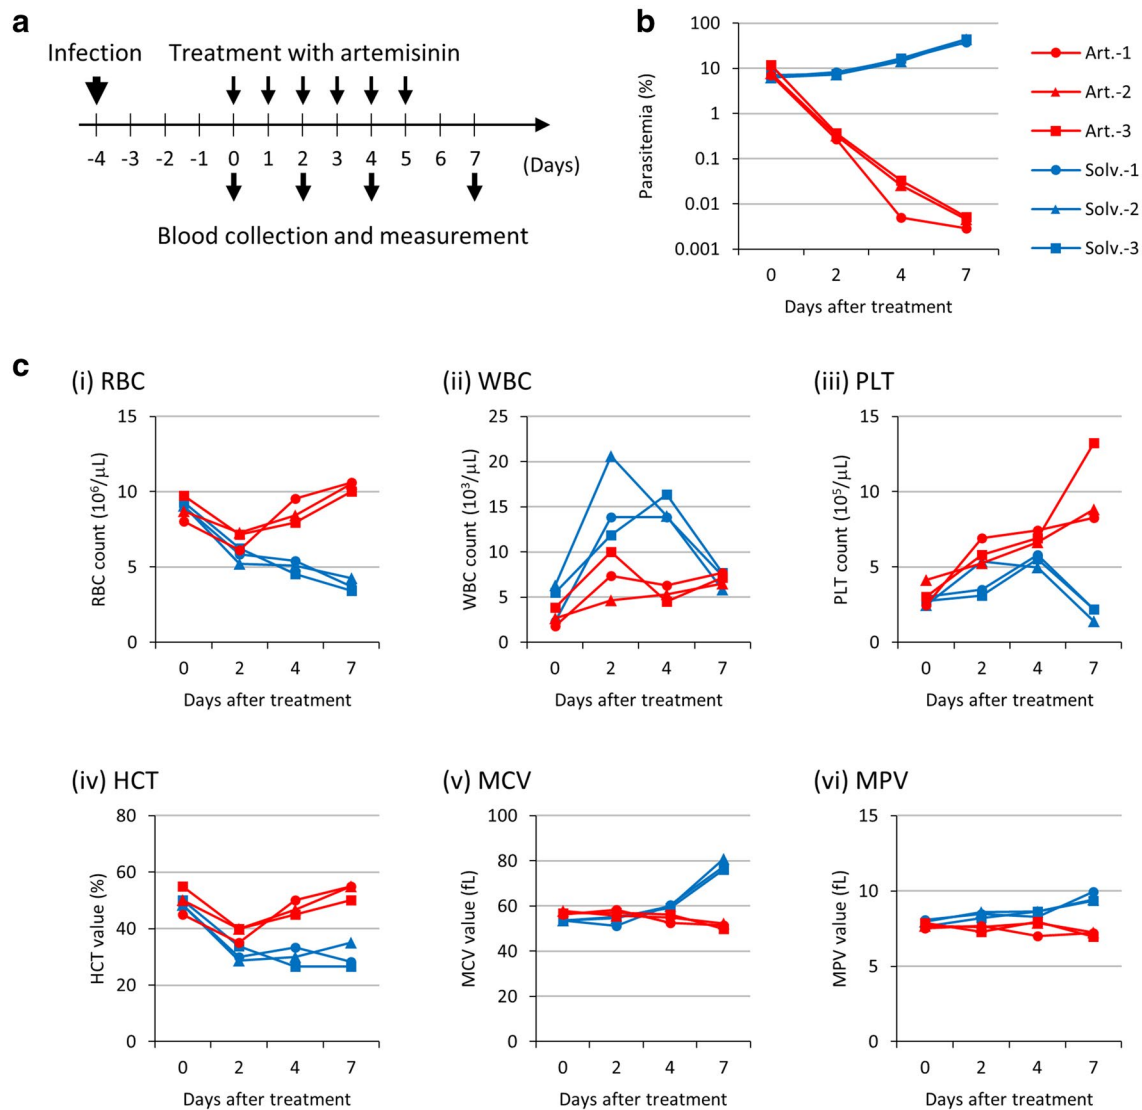 a
Infection Treatment with artemisinin
-4 -3 -2 -1 0 1 2 3 4 5 6 7 (Days)
Blood collection and measurement
b
Parasitemia (%)
100
10
1
0.1
0.01
0.001
0 2 4 7
Days after treatment
Art.-1
Art.-2
Art.-3
Solv.-1
Solv.-2
Solv.-3
c
(i) RBC
RBC count (10⁶/μL)
15
10
5
0
0 2 4 7
Days after treatment
(ii) WBC
WBC count (10³/μL)
25
20
15
10
5
0
0 2 4 7
Days after treatment
(iii) PLT
PLT count (10⁵/μL)
15
10
5
0
0 2 4 7
Days after treatment
(iv) HCT
HCT value (%)
80
60
40
20
0
0 2 4 7
Days after treatment
(v) MCV
MCV value (fL)
100
80
60
40
20
0
0 2 4 7
Days after treatment
(vi) MPV
MPV value (fL)
15
10
5
0
0 2 4 7
Days after treatment